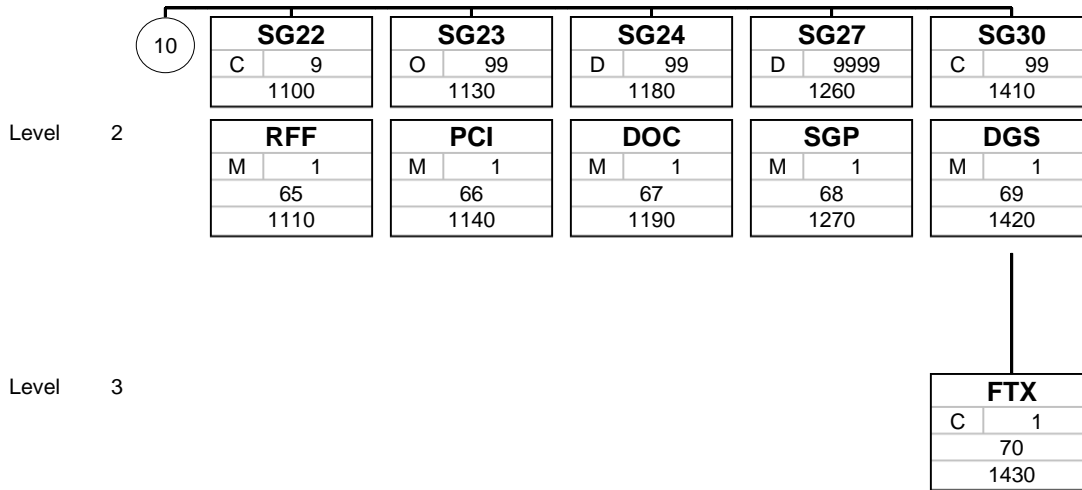 10 SG22 SG23 SG24 SG27 SG30
C 9 O 99 D 99 D 9999 C 99
1100 1130 1180 1260 1410
Level 2 RFF PCI DOC SGP DGS
M 1 M 1 M 1 M 1 M 1
65 66 67 68 69
1110 1140 1190 1270 1420
Level 3 FTX
C 1
70
1430